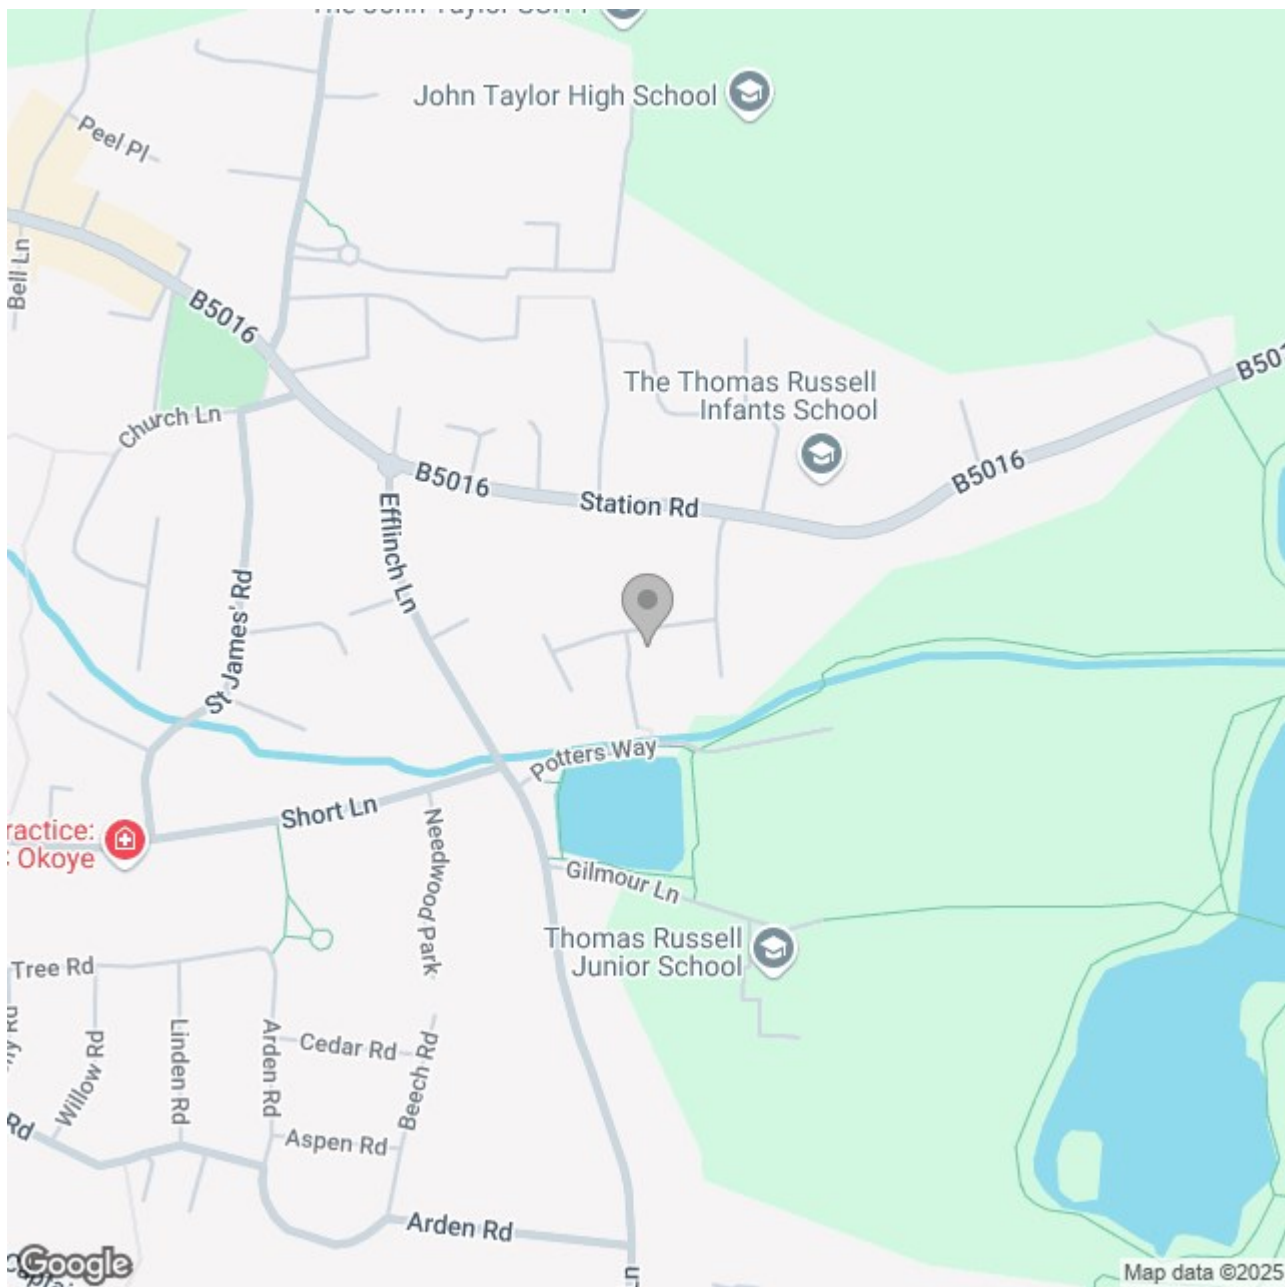 John Taylor High School
Peel Pl
Bell Ln
B5016
The Thomas Russell
Infants School
Church Ln
B5016
Station Rd
B5016
Efflinch Ln
St James' Rd
Potters Way
Short Ln
Okoye
Needwood Park
Gilmour Ln
Thomas Russell
Junior School
Tree Rd
Willow Rd
Linden Rd
Arden Rd
Cedar Rd
Beech Rd
Aspen Rd
Rd
Arden Rd
Google
Map data ©2025